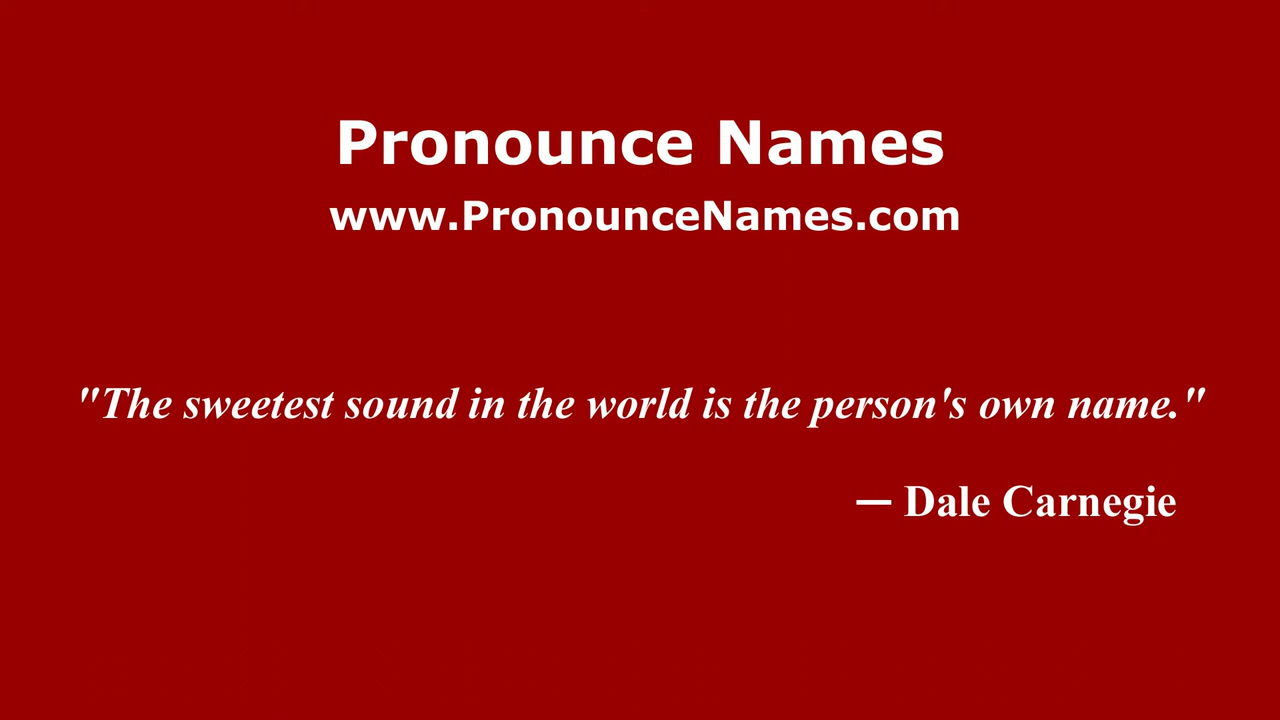 Pronounce Names
www.PronounceNames.com
"The sweetest sound in the world is the person's own name."
— Dale Carnegie